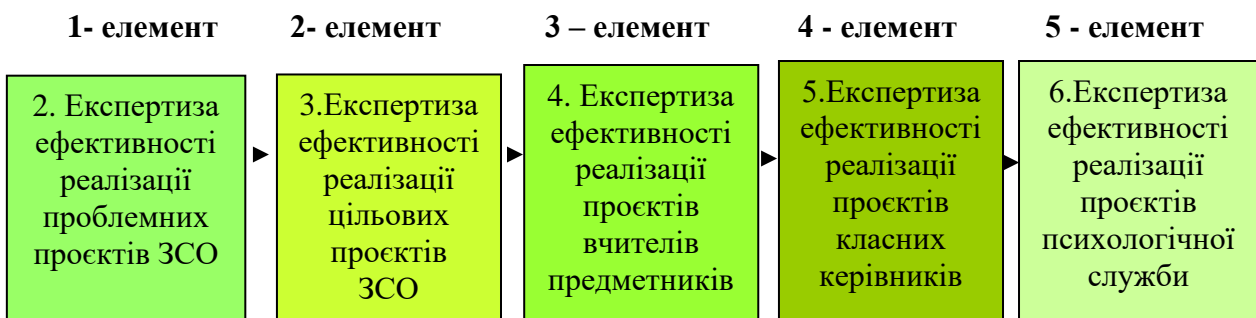 1- елемент
2- елемент
3 – елемент
4 - елемент
5 - елемент
2. Експертиза
ефективності
реалізації
проблемних
проєктів ЗСО
3.Експертиза
ефективності
реалізації
цільових
проєктів
ЗСО
4. Експертиза
ефективності
реалізації
проєктів
вчителів
предметників
5.Експертиза
ефективності
реалізації
проєктів
класних
керівників
6.Експертиза
ефективності
реалізації
проєктів
психологічної
служби